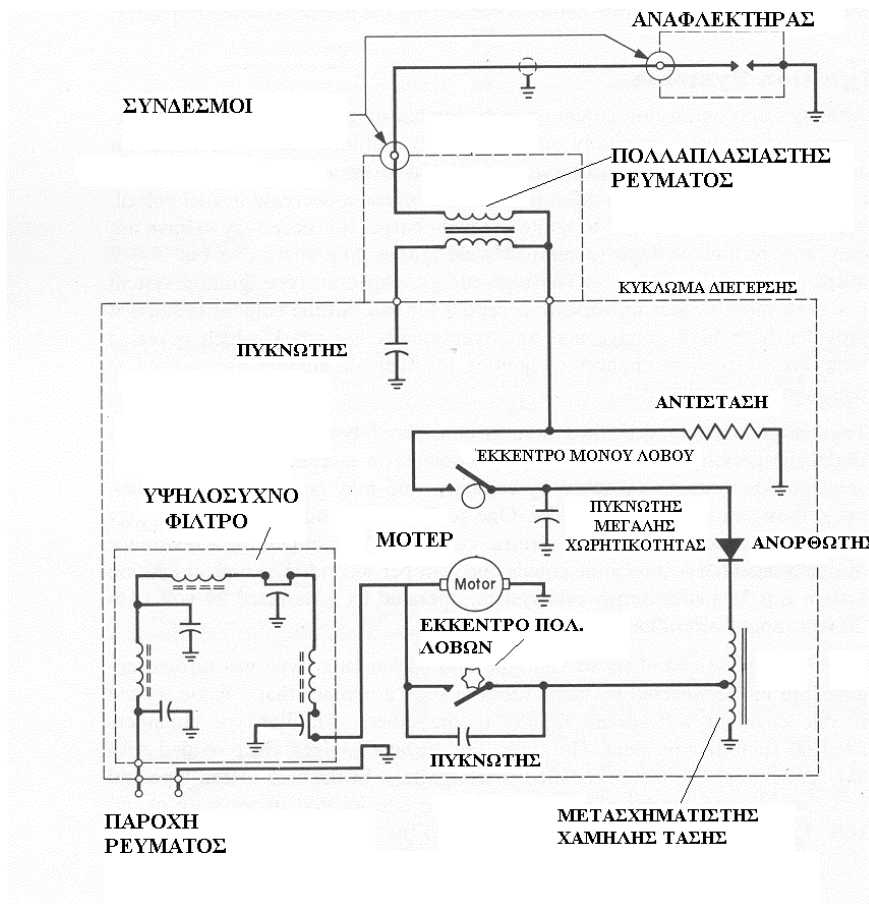 ΑΝΑΦΛΕΚΤΗΡΑΣ
ΣΥΝΔΕΣΜΟΙ
ΠΟΛΛΑΠΛΑΣΙΑΣΤΗΣ
ΡΕΥΜΑΤΟΣ
ΚΥΚΛΩΜΑ ΔΙΕΓΕΡΣΗΣ
ΠΥΚΝΩΤΗΣ
ΑΝΤΙΣΤΑΣΗ
ΕΚΚΕΝΤΡΟ ΜΟΝΟΥ ΛΟΒΟΥ
ΥΨΗΛΟΣΥΧΝΟ
ΦΙΛΤΡΟ
ΠΥΚΝΩΤΗΣ
ΜΕΓΑΛΗΣ
ΧΩΡΗΤΙΚΟΤΗΤΑΣ
ΜΟΤΕΡ
ΑΝΟΡΘΩΤΗΣ
Motor
ΕΚΚΕΝΤΡΟ ΠΟΛ.
ΛΟΒΩΝ
ΠΥΚΝΩΤΗΣ
ΠΑΡΟΧΗ
ΡΕΥΜΑΤΟΣ
ΜΕΤΑΣΧΗΜΑΤΙΣΤΗΣ
ΧΑΜΗΛΗΣ ΤΑΣΗΣ